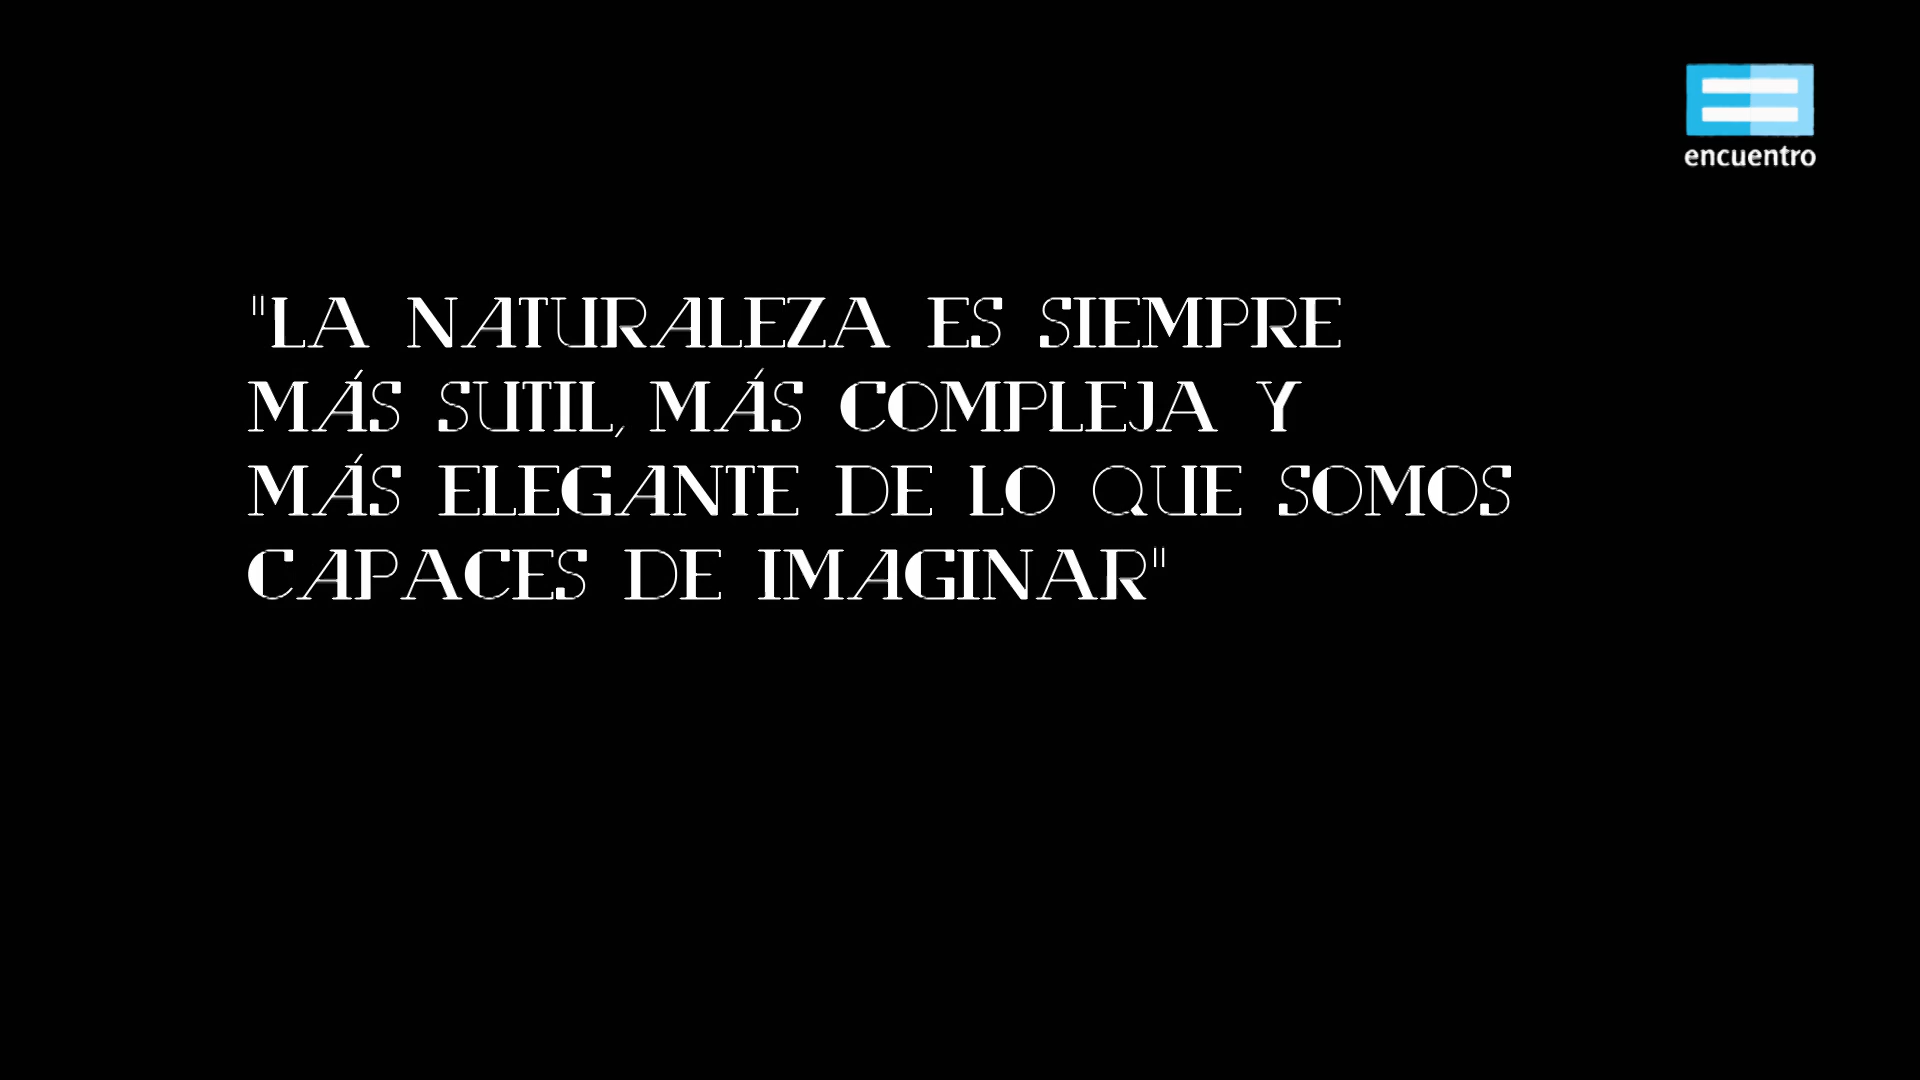 encuentro
"LA NATURALEZA ES SIEMPRE
MÁS SUTIL, MÁS COMPLEJA Y
MÁS ELEGANTE DE LO QUE SOMOS
CAPACES DE IMAGINAR"